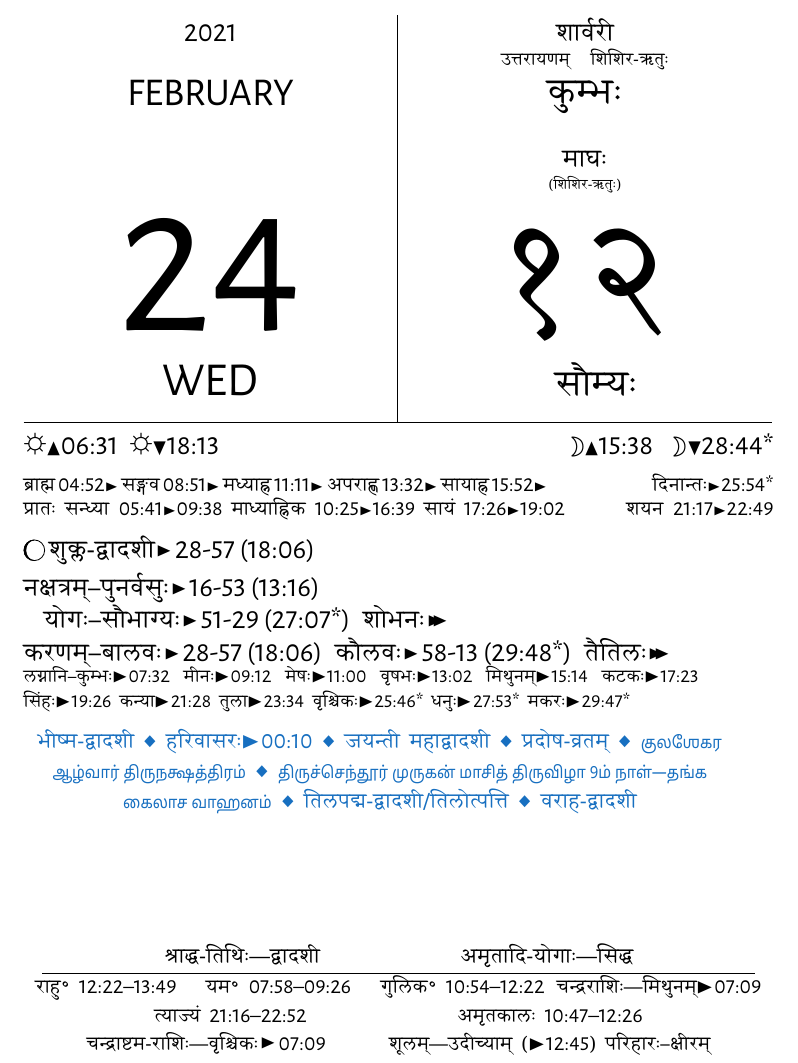 2021
FEBRUARY
24
WED
शार्वरी
उत्तरायणम् शिशिर-ऋतुः
कुम्भः
माघः
(शिशिर-ऋतुः)
१२
सौम्यः
☼▲06:31 ☼▼18:13 ☽▲15:38 ☽▼28:44*
ब्राह्म 04:52► सङ्गव 08:51► मध्याह्न 11:11► अपराह्ण 13:32► सायाह्न 15:52► दिनान्तः►25:54*
प्रातः सन्ध्या 05:41►09:38 माध्याह्निक 10:25►16:39 सायं 17:26►19:02 शयन 21:17►22:49
🌔शुक्ल-द्वादशी►28-57 (18:06)
नक्षत्रम्–पुनर्वसुः►16-53 (13:16)
योगः–सौभाग्यः►51-29 (27:07*) शोभनः►►
करणम्–बालवः►28-57 (18:06) कौलवः►58-13 (29:48*) तैतिलः►►
लग्नानि–कुम्भः►07:32 मीनः►09:12 मेषः►11:00 वृषभः►13:02 मिथुनम्►15:14 कटकः►17:23
सिंहः►19:26 कन्या►21:28 तुला►23:34 वृश्चिकः►25:46* धनुः►27:53* मकरः►29:47*
भीष्म-द्वादशी ◆ हरिवासरः►00:10 ◆ जयन्ती महाद्वादशी ◆ प्रदोष-व्रतम् ◆ குலஶேகர
ஆழ்வார் திருநக்ஷத்திரம் ◆ திருச்செந்தூர் முருகன் மாசித் திருவிழா 9ம் நாள்—தங்க
கைலாச வாஹனம் ◆ तिलपद्म-द्वादशी/तिलोत्पत्ति ◆ वराह-द्वादशी
श्राद्ध-तिथिः—द्वादशी अमृतादि-योगाः—सिद्ध
राहु° 12:22–13:49 यम° 07:58–09:26 गुलिक° 10:54–12:22 चन्द्रराशिः—मिथुनम्►07:09
त्याज्यं 21:16–22:52 अमृतकालः 10:47–12:26
चन्द्राष्टम-राशिः—वृश्चिकः►07:09 शूलम्—उदीच्याम् (►12:45) परिहारः–क्षीरम्